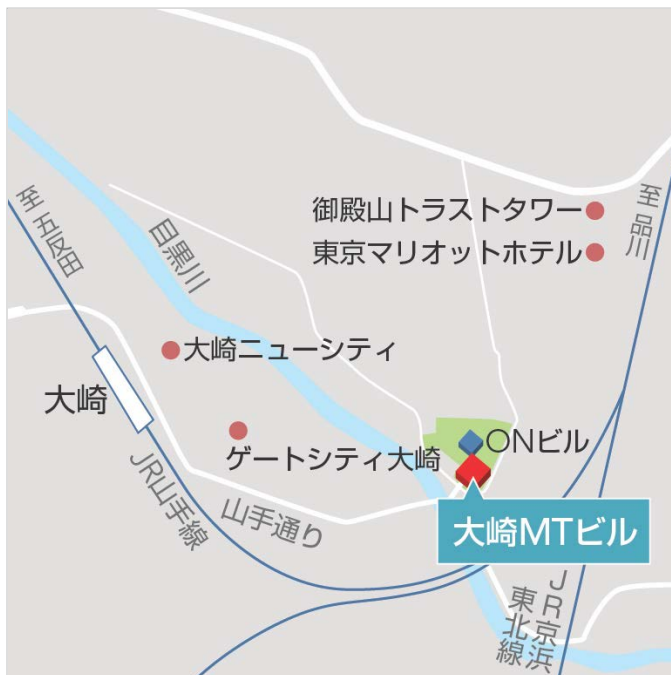 御殿山トラストタワー
至 品川
東京マリオットホテル
至 五反田
目黒川
大崎ニューシティ
大崎
ゲートシティ大崎
ONビル
JR山手線
山手通り
大崎MTビル
JR京浜
東北線